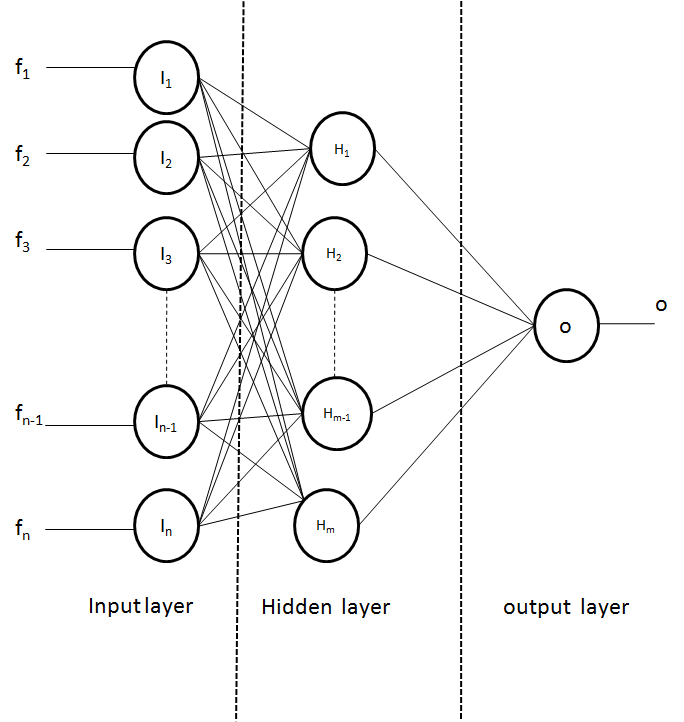 f1
I1
f2
I2
H1
f3
I3
H2
o
O
fn-1
In-1
Hm-1
fn
In
Hm
Input layer
Hidden layer
output layer